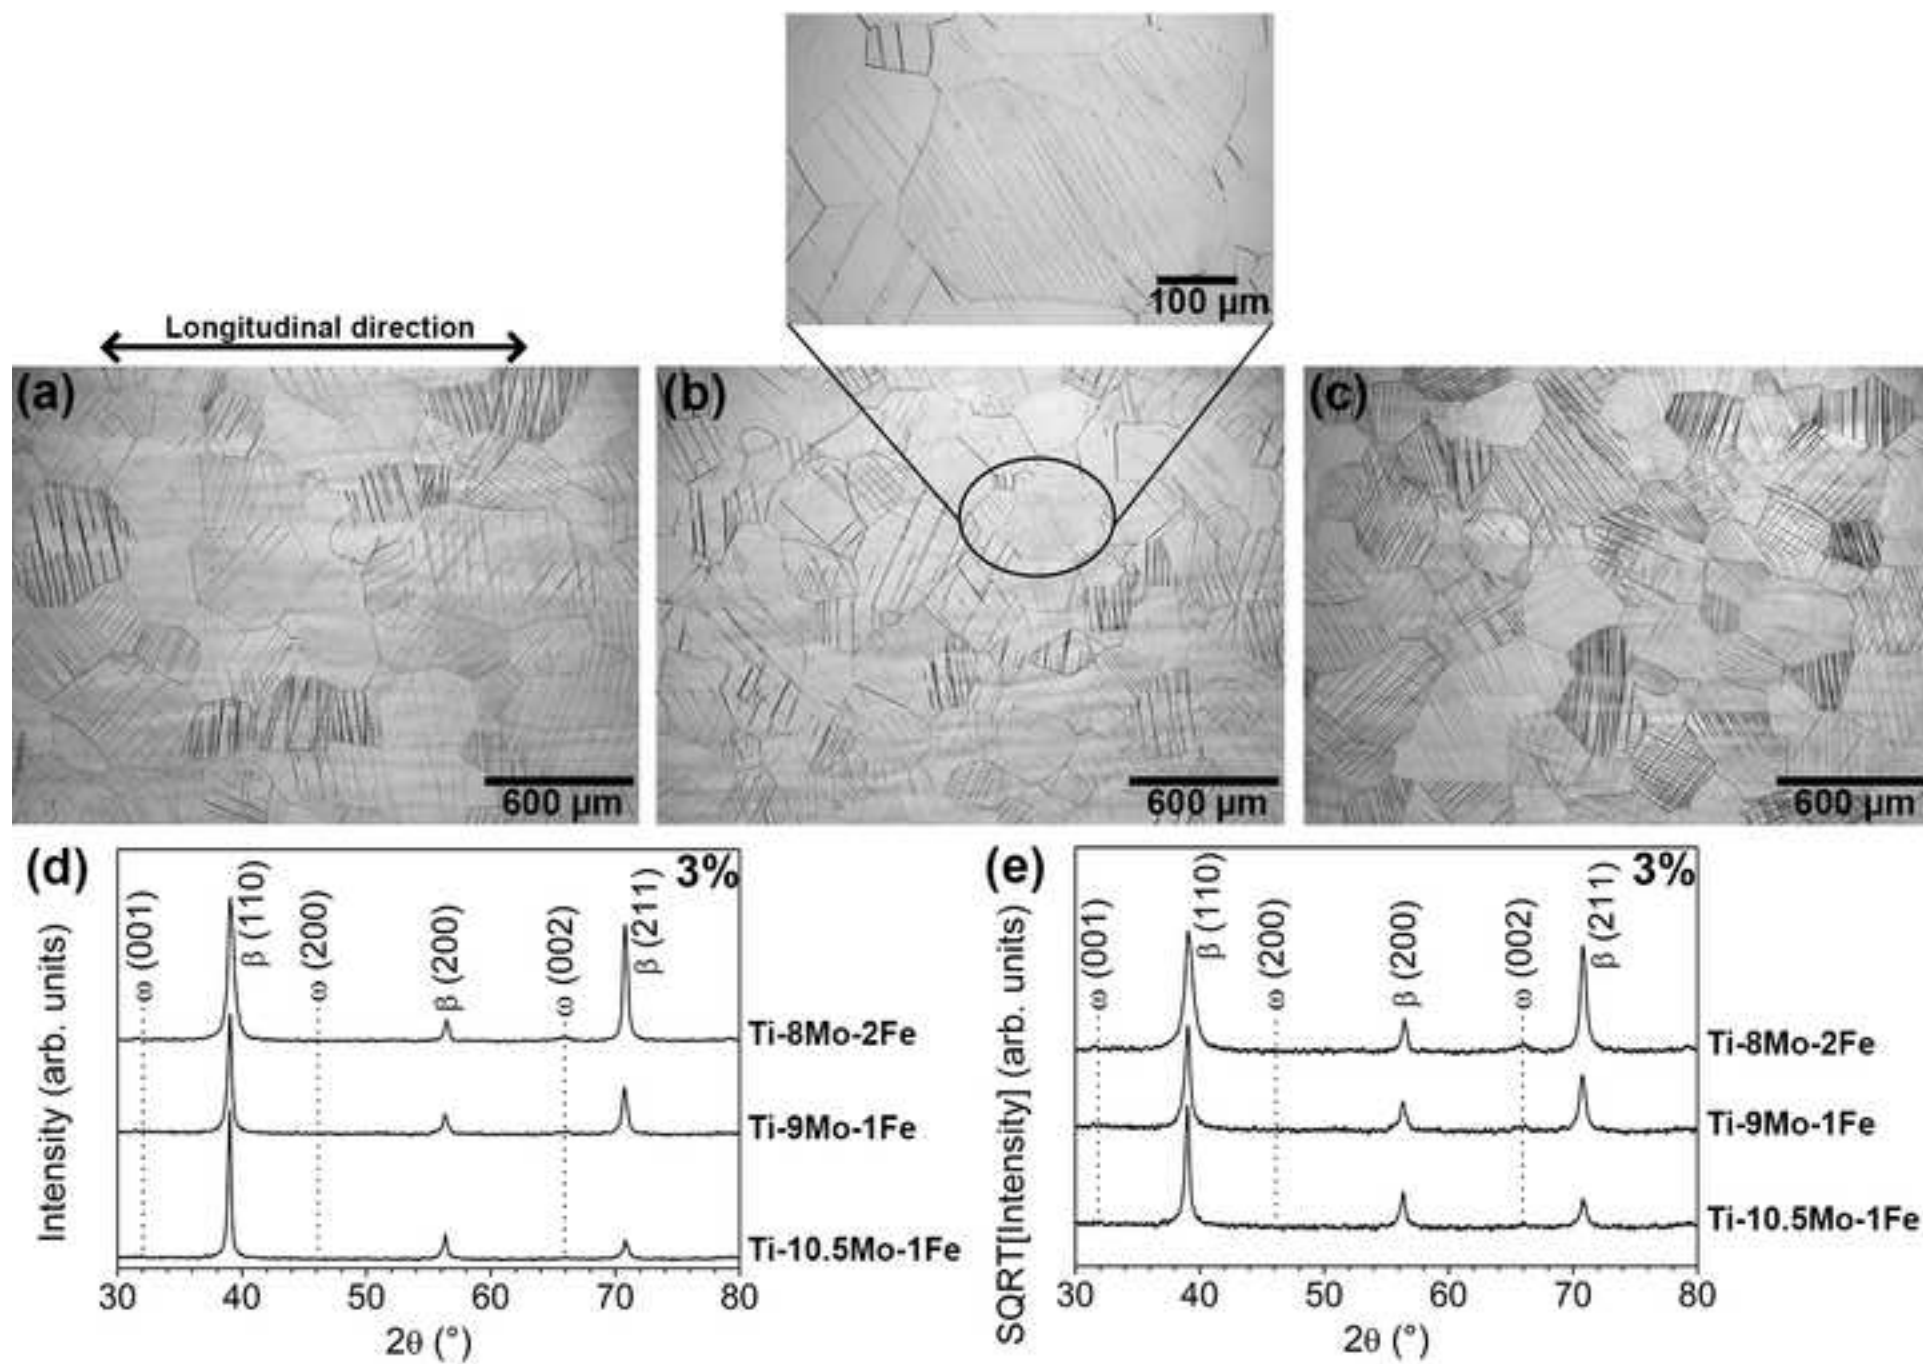 100 μm
Longitudinal direction
(a)
(b)
(c)
600 μm
600 μm
600 μm
(d)
3%
ω (001)
β (110)
ω (200)
β (200)
ω (002)
β (211)
Ti-8Mo-2Fe
Ti-9Mo-1Fe
Ti-10.5Mo-1Fe
Intensity (arb. units)
30 40 50 60 70 80
2θ (°)
(e)
3%
ω (001)
β (110)
ω (200)
β (200)
ω (002)
β (211)
Ti-8Mo-2Fe
Ti-9Mo-1Fe
Ti-10.5Mo-1Fe
SQRT[Intensity] (arb. units)
30 40 50 60 70 80
2θ (°)